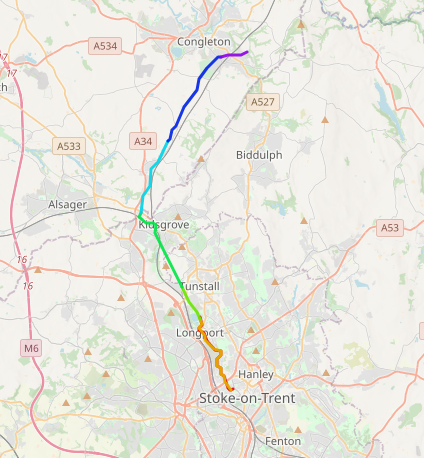 17
17
Congleton
A534
ch
A527
A533
A34
Biddulph
Alsager
Kidsgrove
A53
16
16
Tunstall
M6
Longport
Hanley
Stoke-on-Trent
Fenton